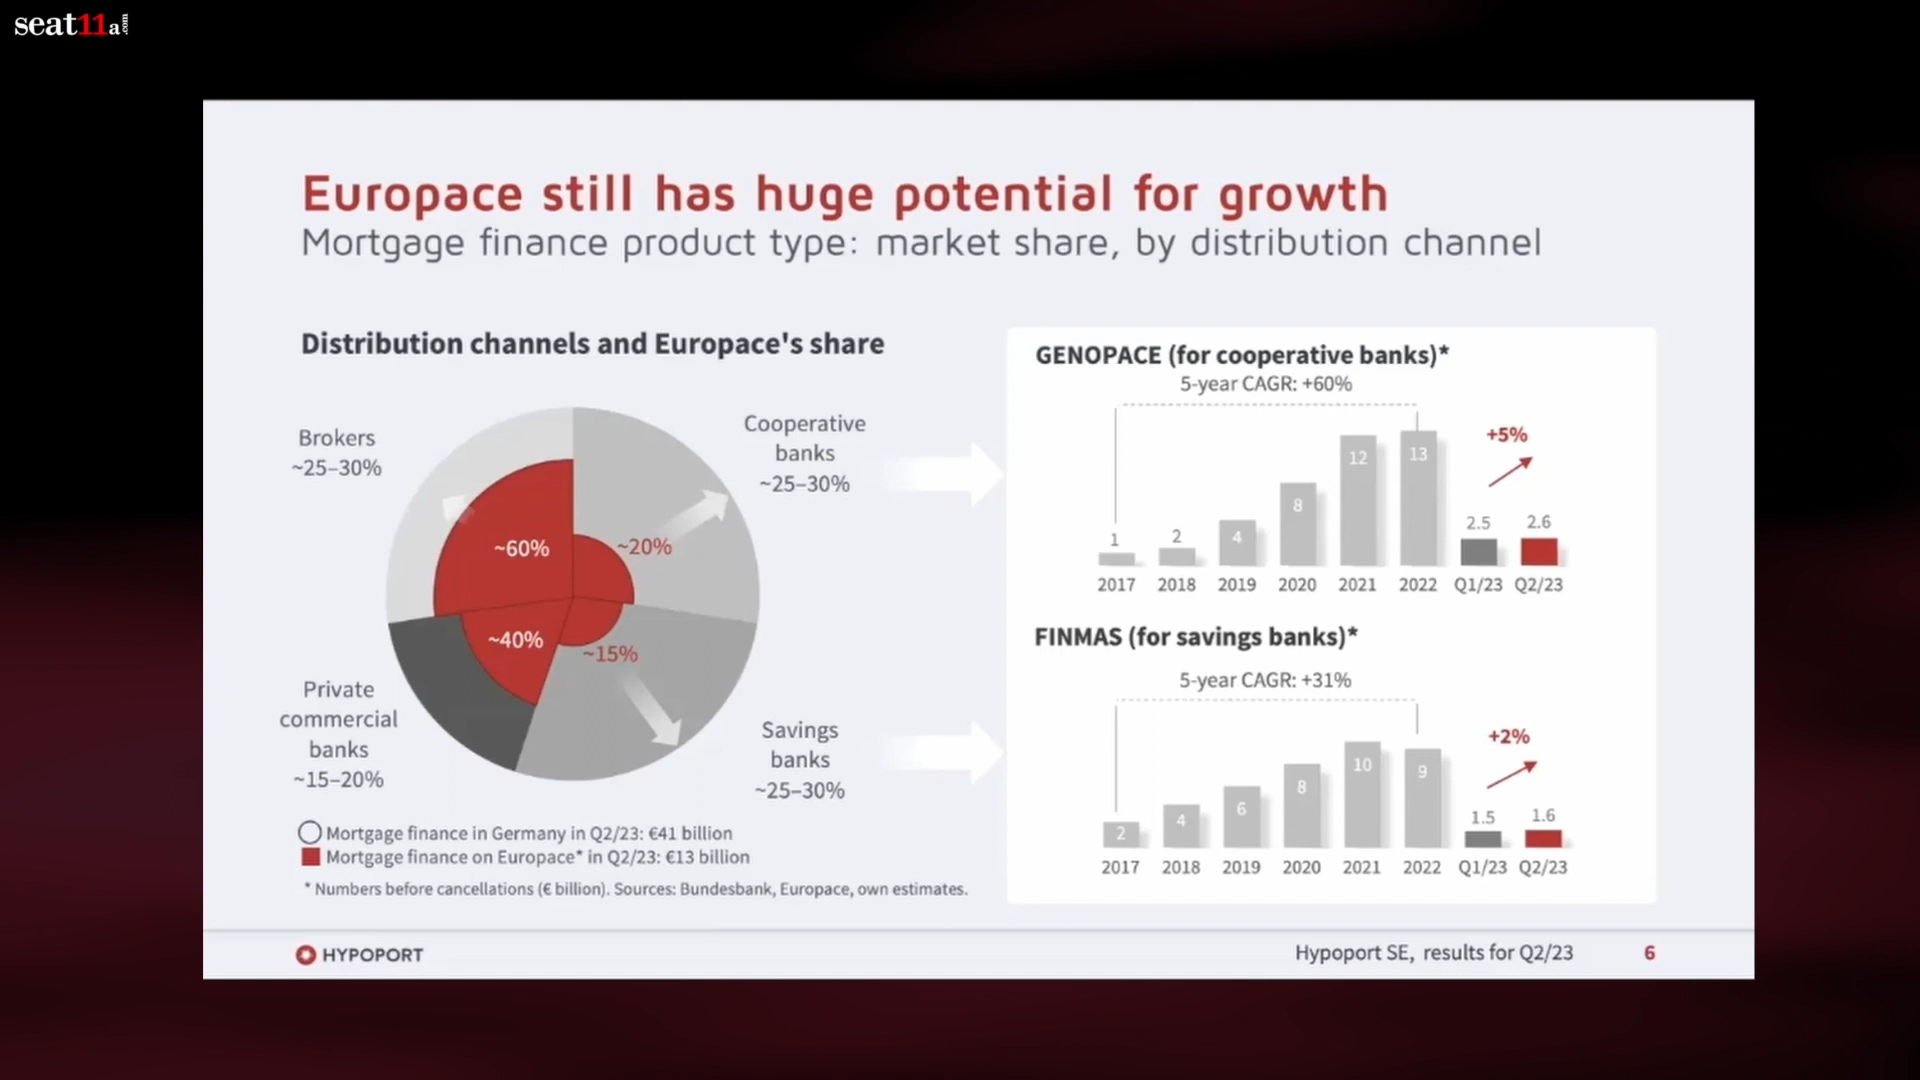 seat11a.com
Europace still has huge potential for growth
Mortgage finance product type: market share, by distribution channel
Distribution channels and Europace's share
Brokers
~25–30%
Cooperative
banks
~25–30%
~60%
~20%
~40%
~15%
Private
commercial
banks
~15–20%
Savings
banks
~25–30%
Mortgage finance in Germany in Q2/23: €41 billion
Mortgage finance on Europace* in Q2/23: €13 billion
* Numbers before cancellations (€ billion). Sources: Bundesbank, Europace, own estimates.
GENOPACE (for cooperative banks)*
5-year CAGR: +60%
+5%
1 2 4 8 12 13 2.5 2.6
2017 2018 2019 2020 2021 2022 Q1/23 Q2/23
FINMAS (for savings banks)*
5-year CAGR: +31%
+2%
2 4 6 8 10 9 1.5 1.6
2017 2018 2019 2020 2021 2022 Q1/23 Q2/23
HYPOPORT
Hypoport SE, results for Q2/23 6